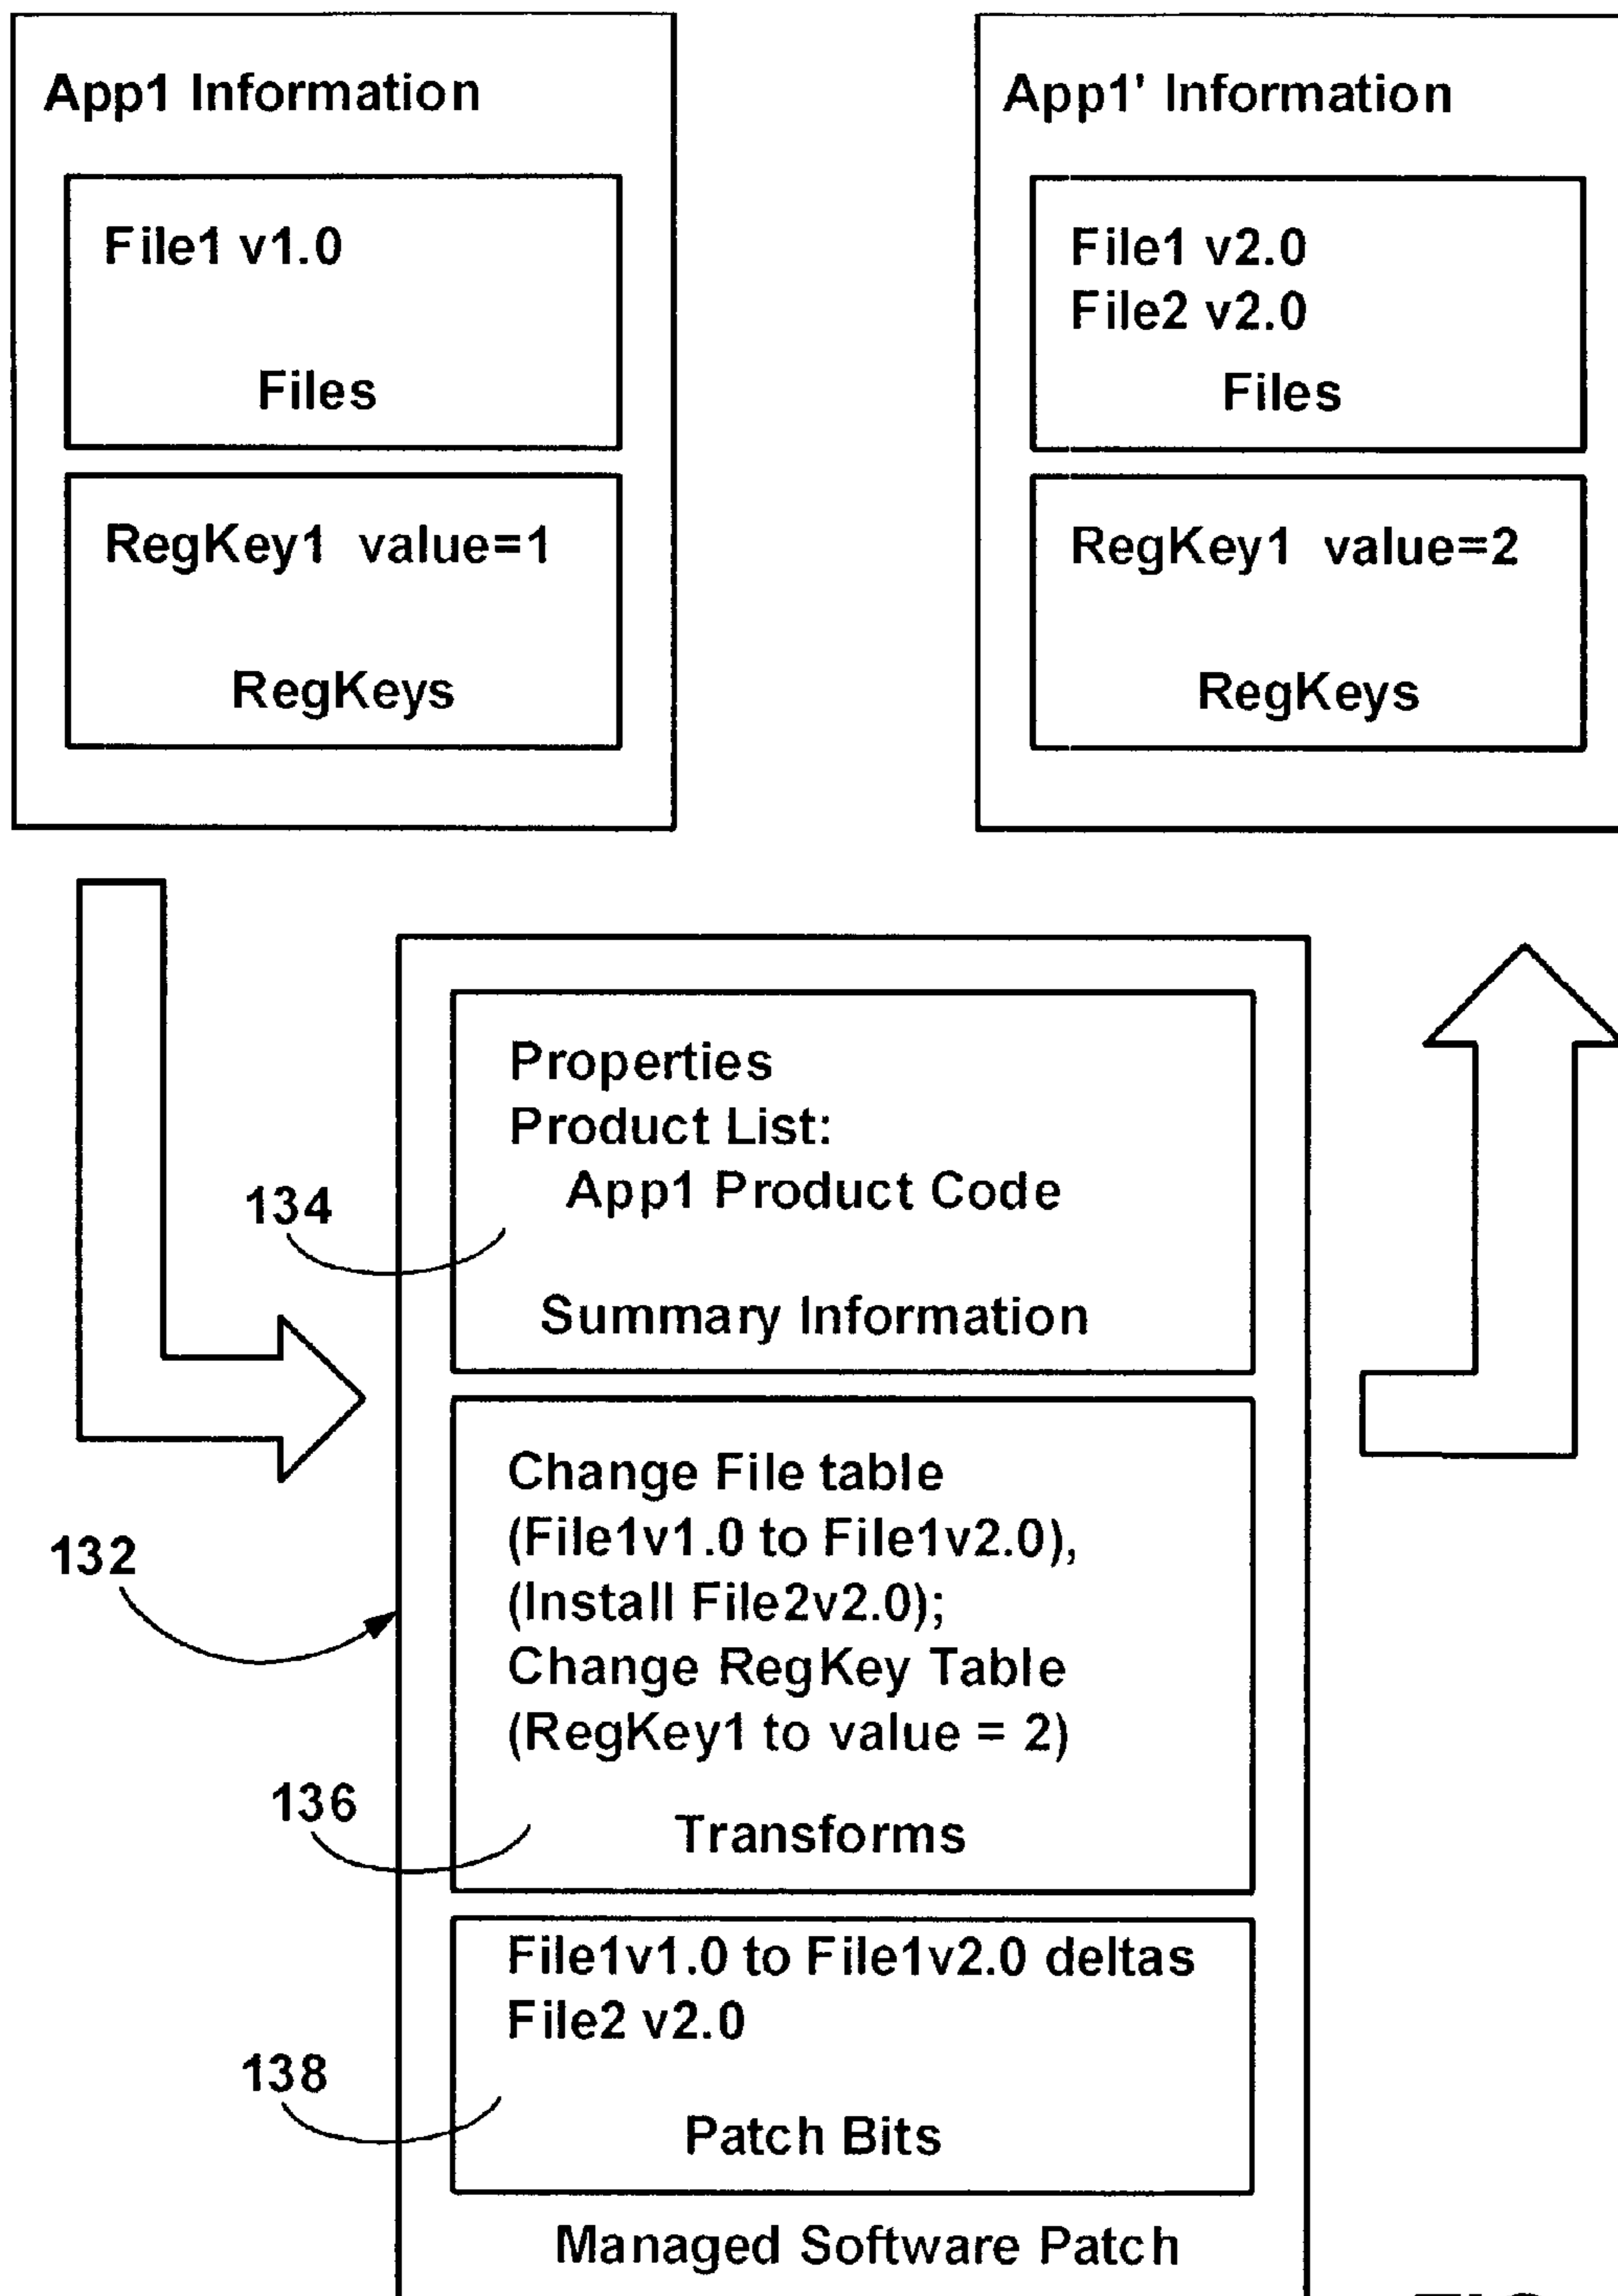 App1 Information
File1 v1.0
Files
RegKey1 value=1
RegKeys
App1' Information
File1 v2.0
File2 v2.0
Files
RegKey1 value=2
RegKeys
Properties
Product List:
App1 Product Code
134
Summary Information
Change File table
(File1v1.0 to File1v2.0),
(Install File2v2.0);
Change RegKey Table
(RegKey1 to value = 2)
132
136
Transforms
File1v1.0 to File1v2.0 deltas
File2 v2.0
138
Patch Bits
Managed Software Patch